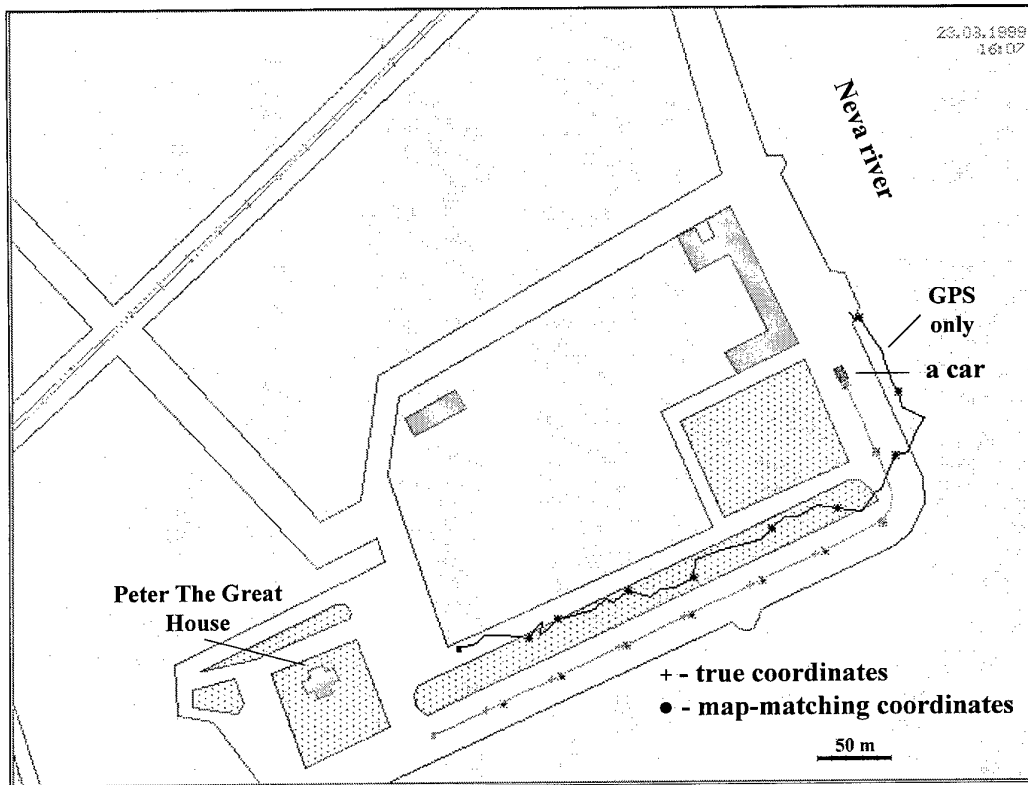 23.03.1999
16:07
Neva river
GPS
only
a car
Peter The Great
House
+ - true coordinates
● - map-matching coordinates
50 m